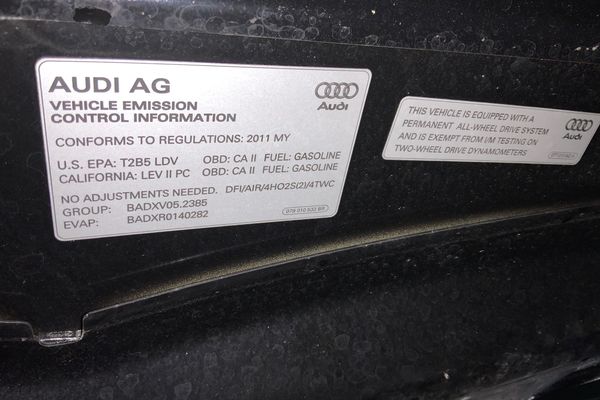 AUDI AG
VEHICLE EMISSION
CONTROL INFORMATION
Audi
CONFORMS TO REGULATIONS: 2011 MY
U.S. EPA: T2B5 LDV OBD: CA II FUEL: GASOLINE
CALIFORNIA: LEV II PC OBD: CA II FUEL: GASOLINE
NO ADJUSTMENTS NEEDED. DFI/AIR/4HO2S(2)/4TWC
GROUP: BADXV05.2385
EVAP: BADXR0140282
THIS VEHICLE IS EQUIPPED WITH A
PERMANENT ALL-WHEEL DRIVE SYSTEM
AND IS EXEMPT FROM I/M TESTING ON
TWO-WHEEL DRIVE DYNAMOMETERS
Audi